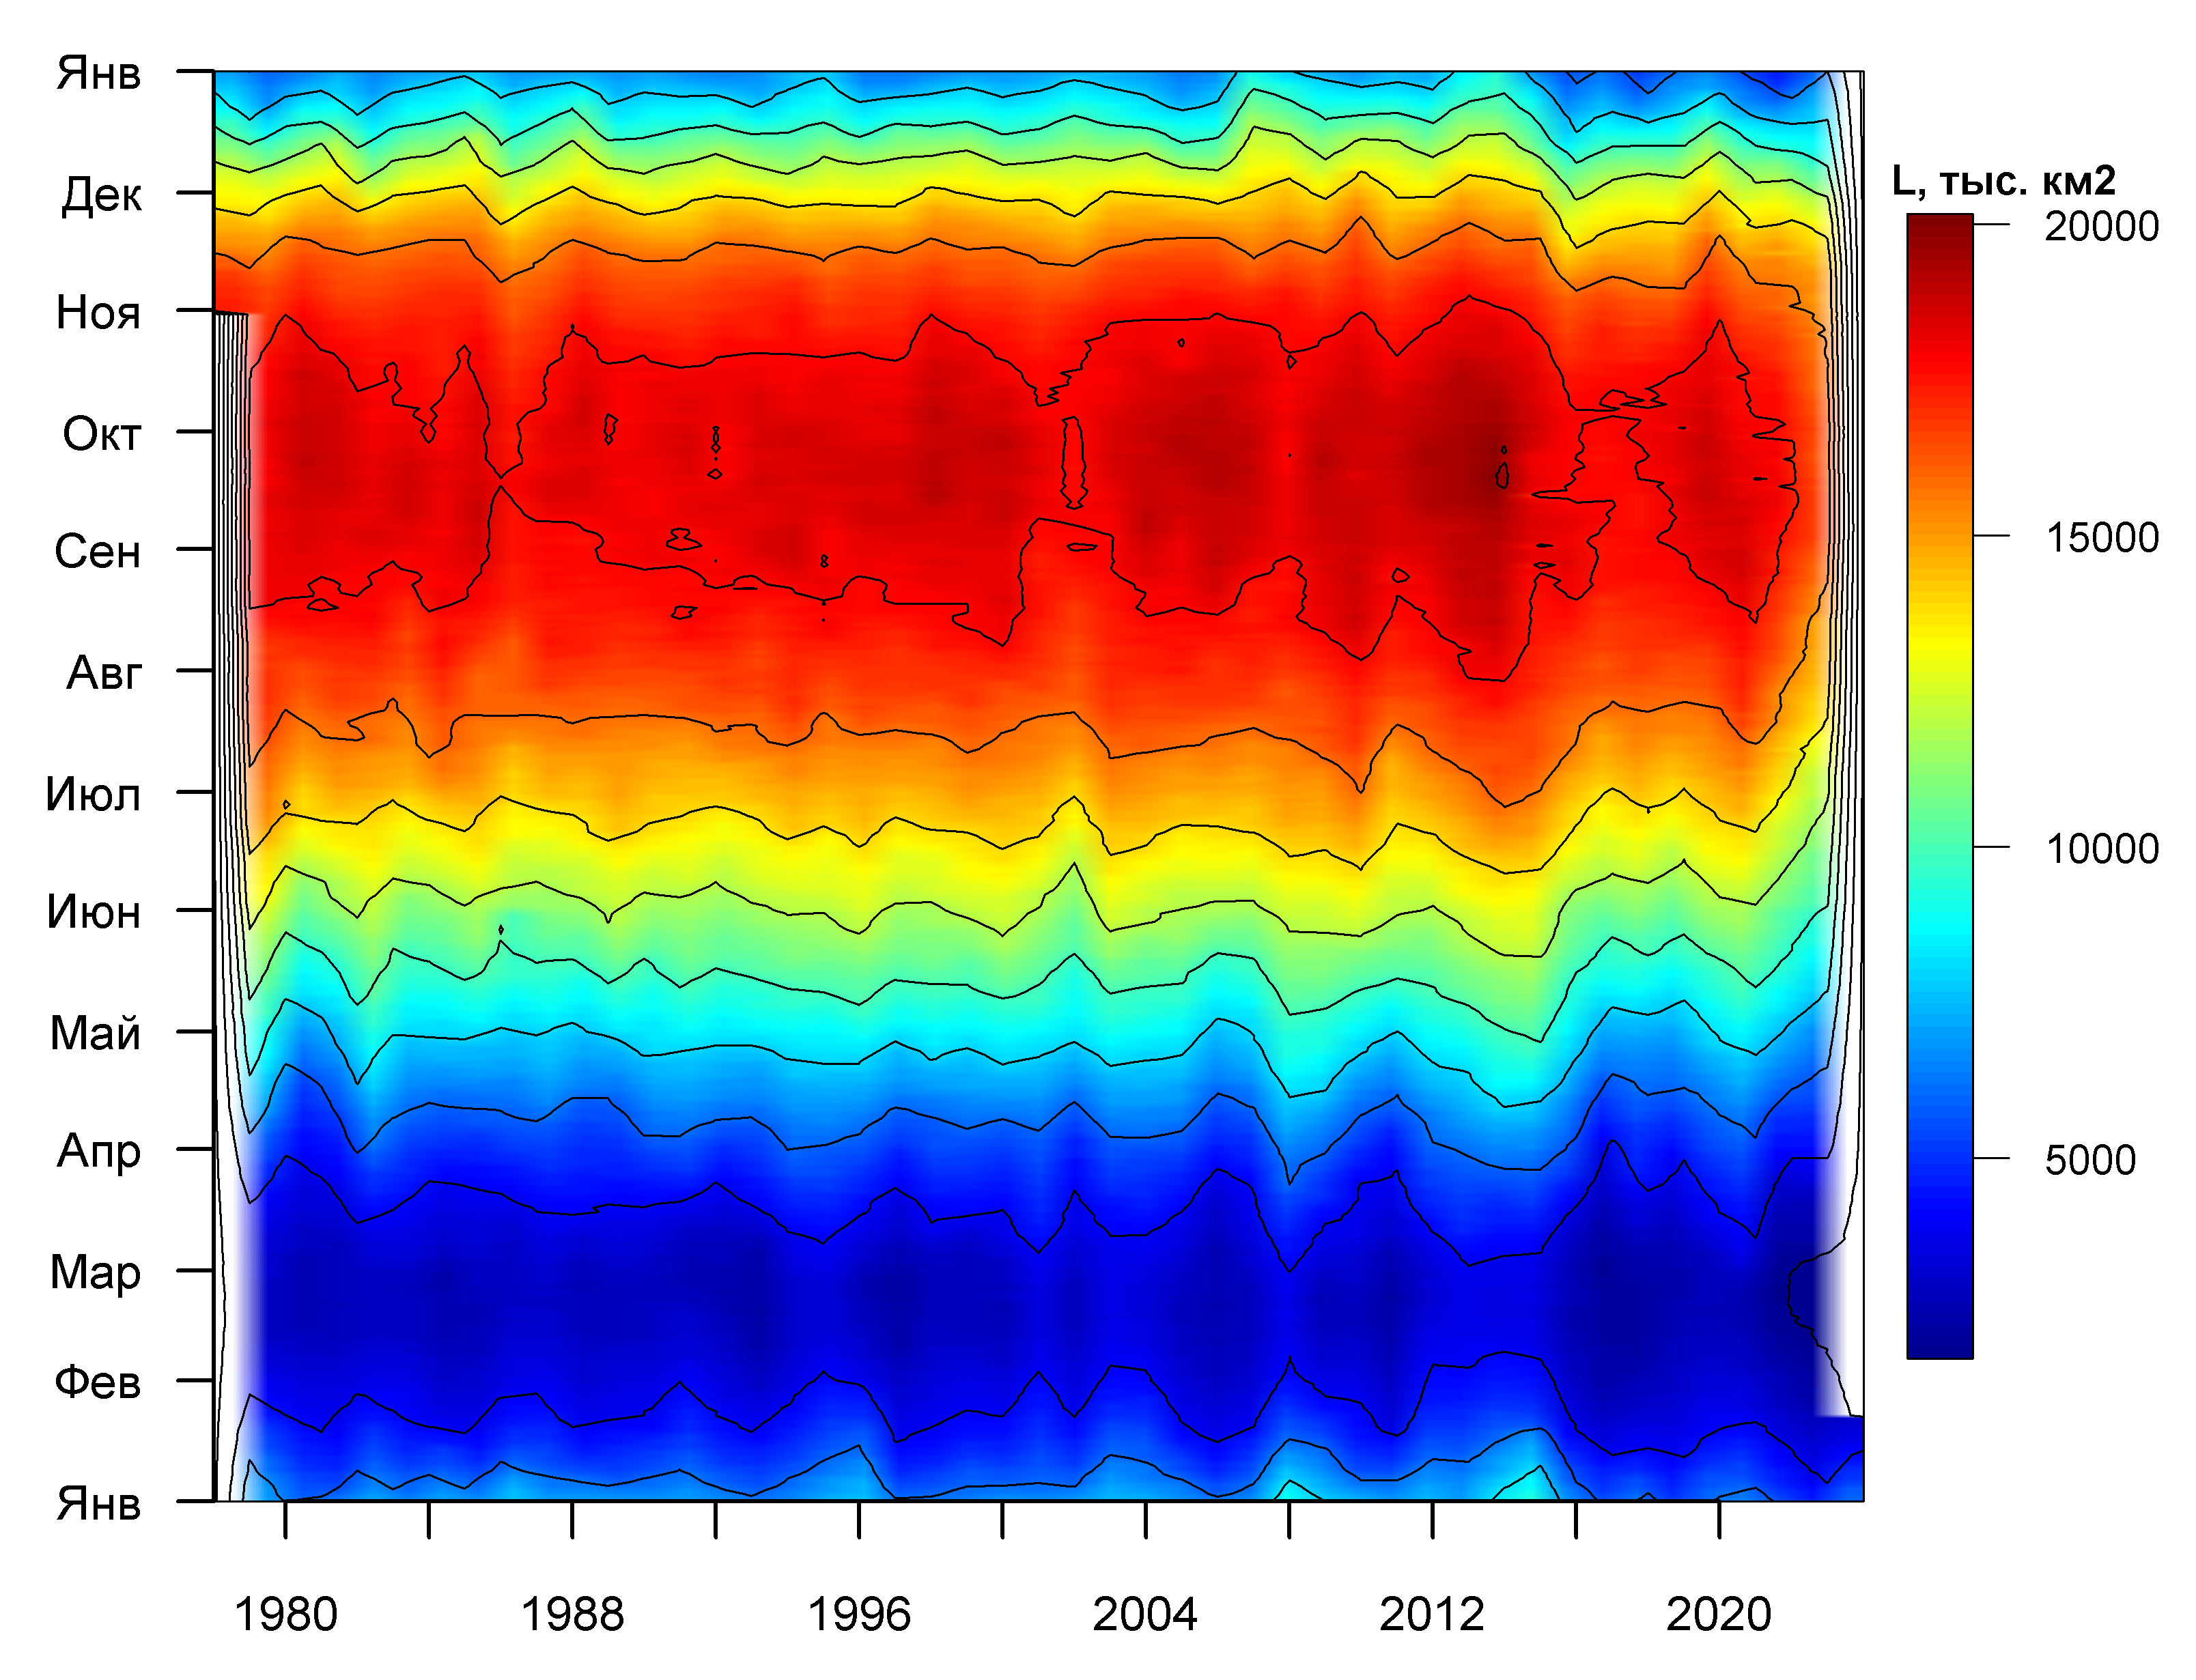 Янв
Дек
Ноя
Окт
Сен
Авг
Июл
Июн
Май
Апр
Мар
Фев
Янв
1980
1988
1996
2004
2012
2020
L, тыс. км2
20000
15000
10000
5000